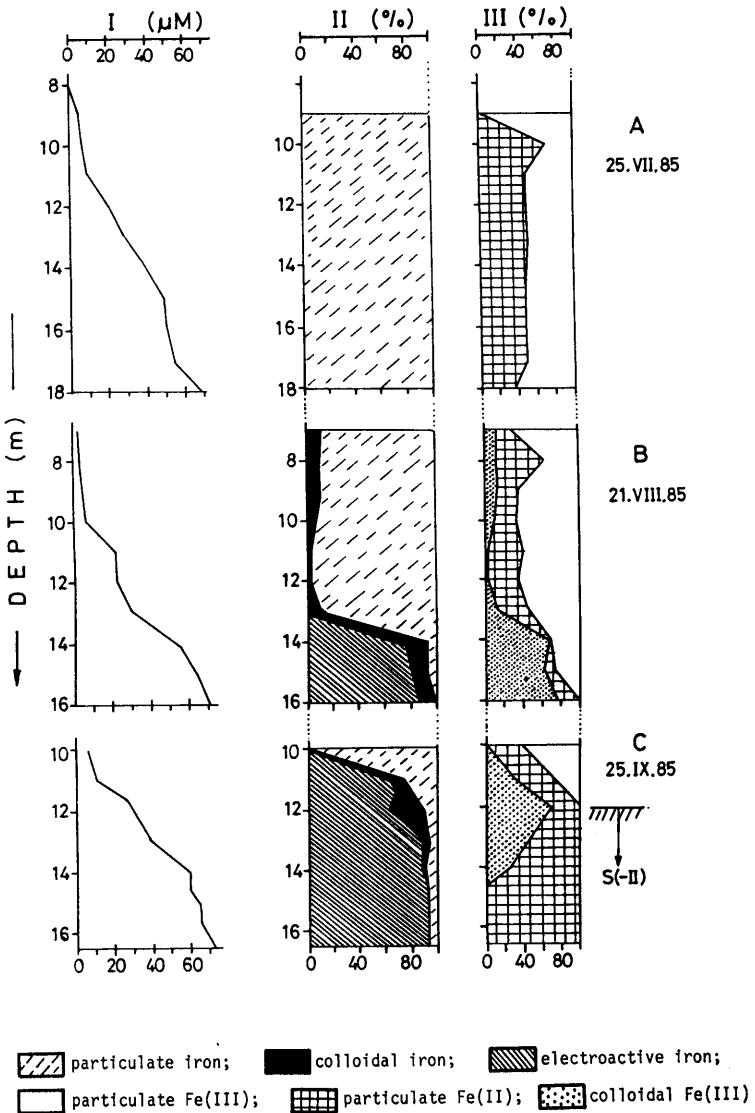 I (µM) II (%) III (%)
0 20 40 60 0 40 80 0 40 80
8
10
12
14
16
18
10
12
14
16
18
A
25.VII.85
DEPTH (m)
8
10
12
14
16
8
10
12
14
16
B
21.VIII.85
10
12
14
16
10
12
14
16
C
25.IX.85
S(-II)
0 20 40 60 0 40 80 0 40 80
particulate iron; colloidal iron; electroactive iron;
particulate Fe(III); particulate Fe(II); colloidal Fe(III)